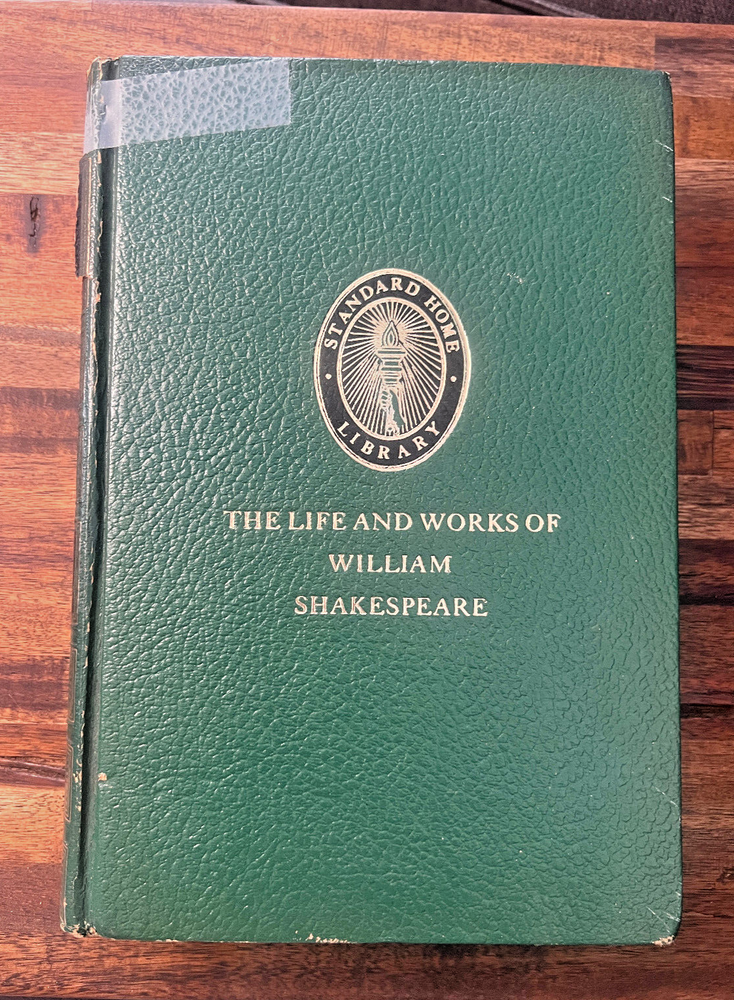 STANDARD HOME
LIBRARY
THE LIFE AND WORKS OF
WILLIAM
SHAKESPEARE